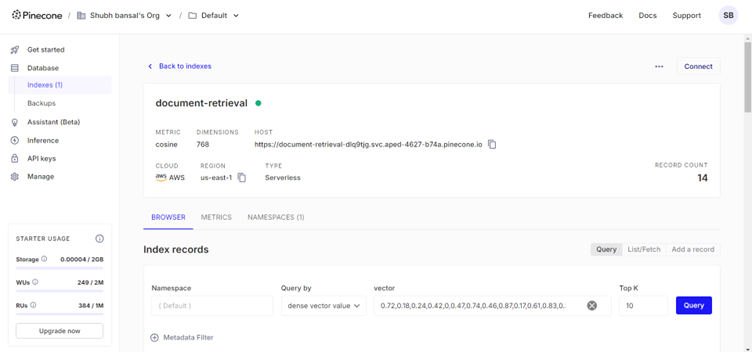 Pinecone / Shubh bansal's Org / Default
Feedback Docs Support SB
Get started
Database
Indexes (1)
Backups
Assistant (Beta)
Inference
API keys
Manage
STARTER USAGE
Storage 0.00004 / 2GB
WUs 249 / 2M
RUs 384 / 1M
Upgrade now
Back to indexes
Connect
document-retrieval
METRIC DIMENSIONS HOST
cosine 768 https://document-retrieval-dlq9tjg.svc.aped-4627-b74a.pinecone.io
CLOUD REGION TYPE RECORD COUNT
aws AWS us-east-1 Serverless 14
BROWSER METRICS NAMESPACES (1)
Index records
Query List/Fetch Add a record
Namespace Query by vector Top K
( Default ) dense vector value 0.72,0.18,0.24,0.42,0,0.47,0.74,0.46,0.87,0.17,0.61,0.83,0. 10 Query
Metadata Filter